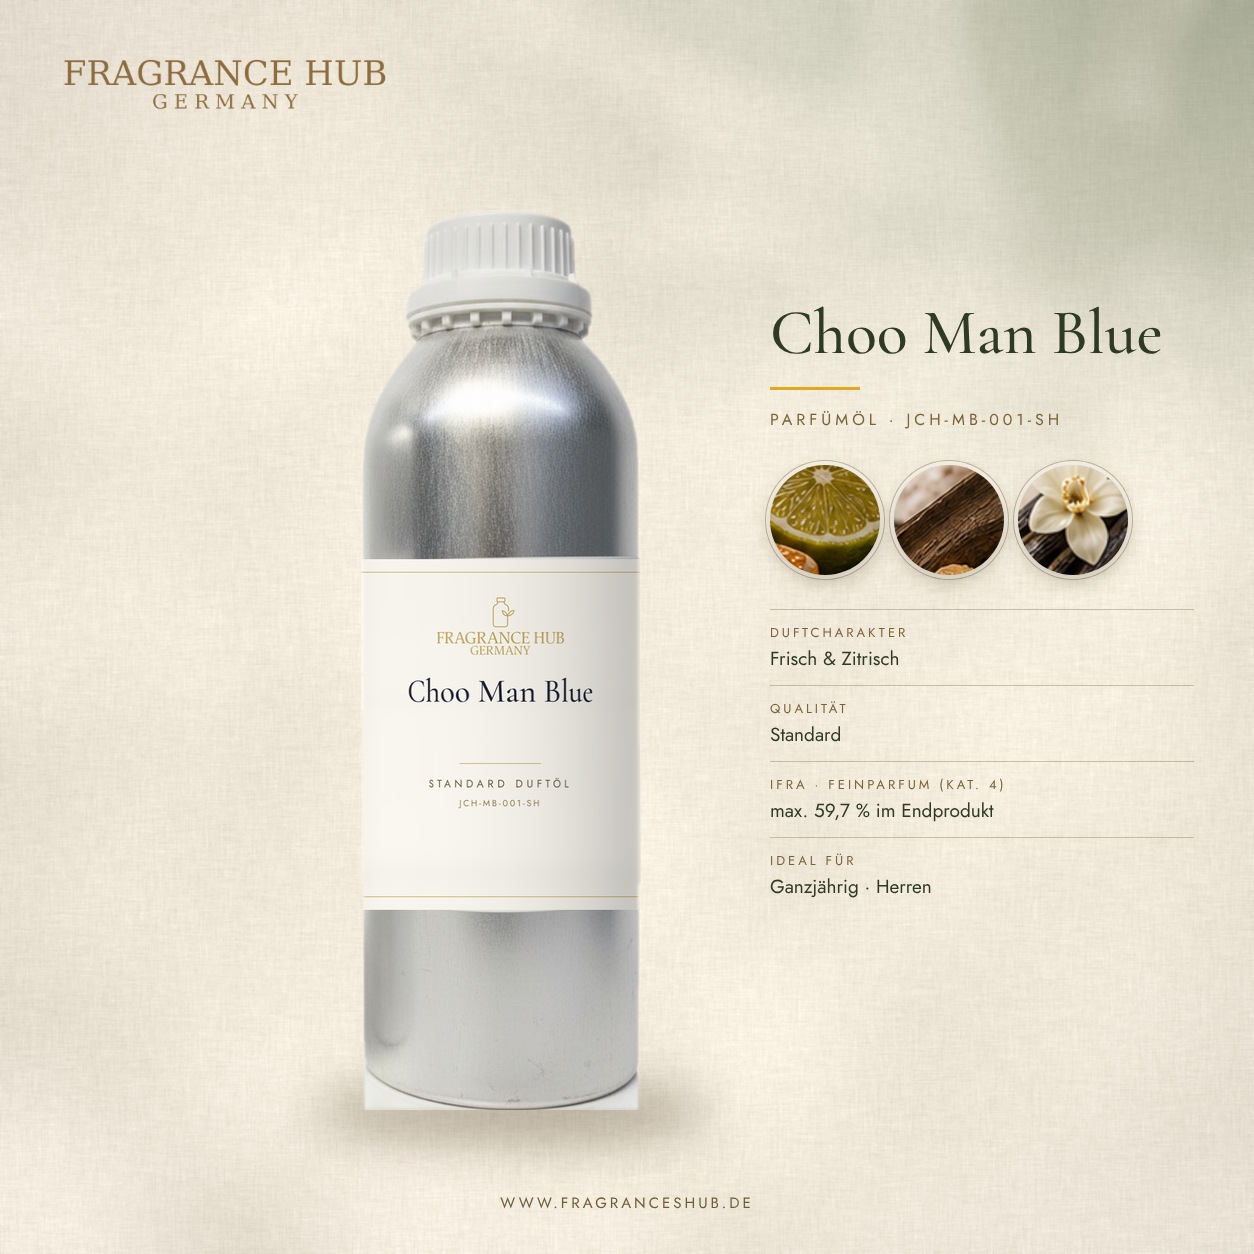 FRAGRANCE HUB
GERMANY
Choo Man Blue
PARFÜMÖL · JCH-MB-001-SH
DUFTCHARAKTER
Frisch & Zitrisch
QUALITÄT
Standard
IFRA · FEINPARFUM (KAT. 4)
max. 59,7 % im Endprodukt
IDEAL FÜR
Ganzjährig · Herren
FRAGRANCE HUB
GERMANY
Choo Man Blue
STANDARD DUFTÖL
JCH-MB-001-SH
WWW.FRAGRANCESHUB.DE